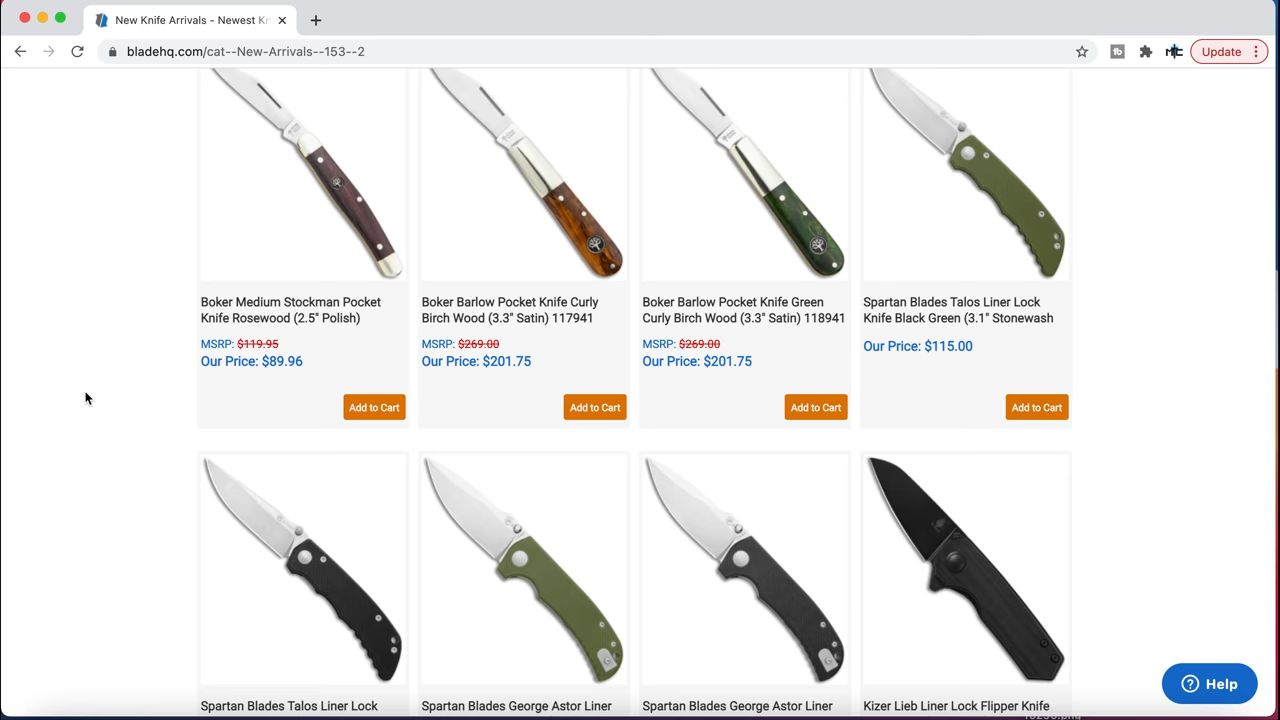 New Knife Arrivals - Newest Kn
bladehq.com/cat--New-Arrivals--153--2
Update
Boker Medium Stockman Pocket
Knife Rosewood (2.5" Polish)
MSRP: $119.95
Our Price: $89.96
Add to Cart
Boker Barlow Pocket Knife Curly
Birch Wood (3.3" Satin) 117941
MSRP: $269.00
Our Price: $201.75
Add to Cart
Boker Barlow Pocket Knife Green
Curly Birch Wood (3.3" Satin) 118941
MSRP: $269.00
Our Price: $201.75
Add to Cart
Spartan Blades Talos Liner Lock
Knife Black Green (3.1" Stonewash
Our Price: $115.00
Add to Cart
Spartan Blades Talos Liner Lock
Spartan Blades George Astor Liner
Spartan Blades George Astor Liner
Kizer Lieb Liner Lock Flipper Knife
Help